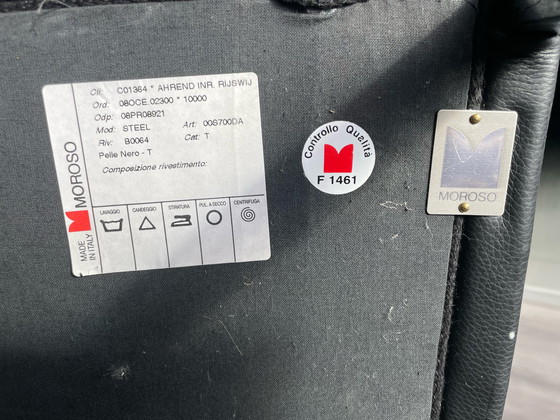 Cli: C01364 * AHREND INR. RIJSWIJ
Ord: 08OCE.02300 * 10000
Odp: 08PR08921
Mod: STEEL Art: 00S700DA
Riv: B0064 Cat: T
Pelle Nero - T
Composizione rivestimento:
LAVAGGIO CANDEGGIO STIRATURA PUL. A SECCO CENTRIFUGA
MADE IN ITALY
MOROSO
Controllo Qualità
F 1461
MOROSO